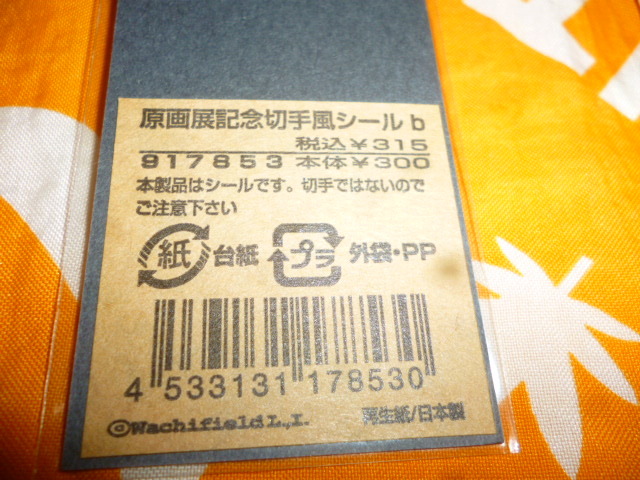 原画展記念切手風シールb
税込¥315
917853 本体¥300
本製品はシールです。切手ではないので
ご注意下さい
紙 台紙 プラ 外袋・PP
4 533131 178530
©Wachifield L.,I. 再生紙/日本製